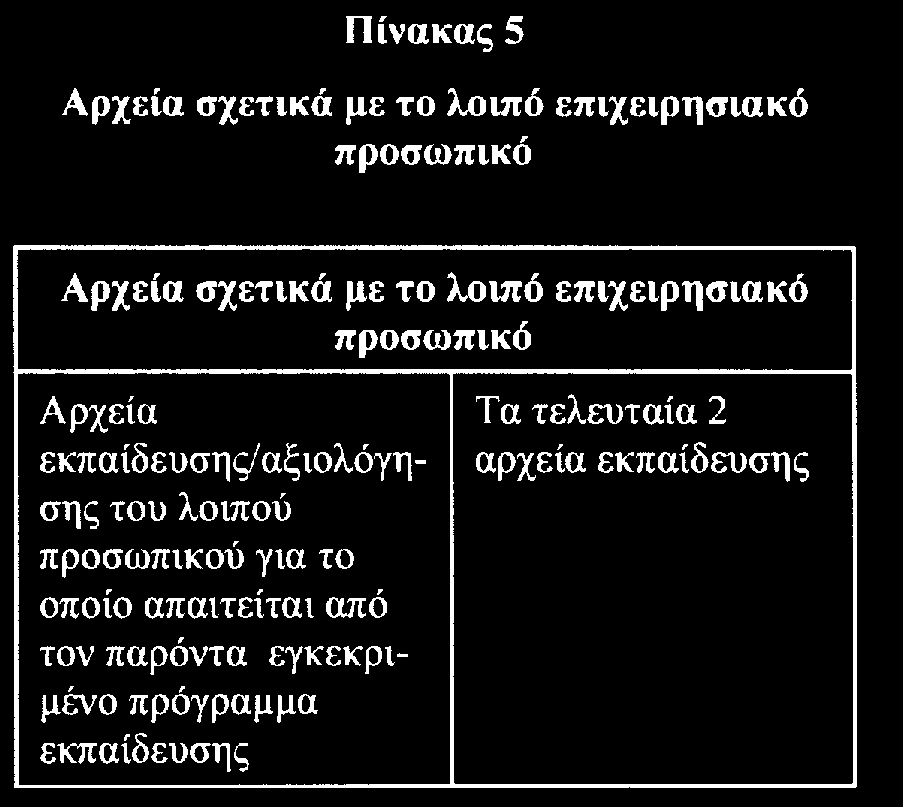 Πίνακας 5
Αρχεία σχετικά με το λοιπό επιχειρησιακό
προσωπικό
Αρχεία σχετικά με το λοιπό επιχειρησιακό
προσωπικό
Αρχεία
εκπαίδευσης/αξιολόγη-
σης του λοιπού
προσωπικού για το
οποίο απαιτείται από
τον παρόντα εγκεκρι-
μένο πρόγραμμα
εκπαίδευσης
Τα τελευταία 2
αρχεία εκπαίδευσης